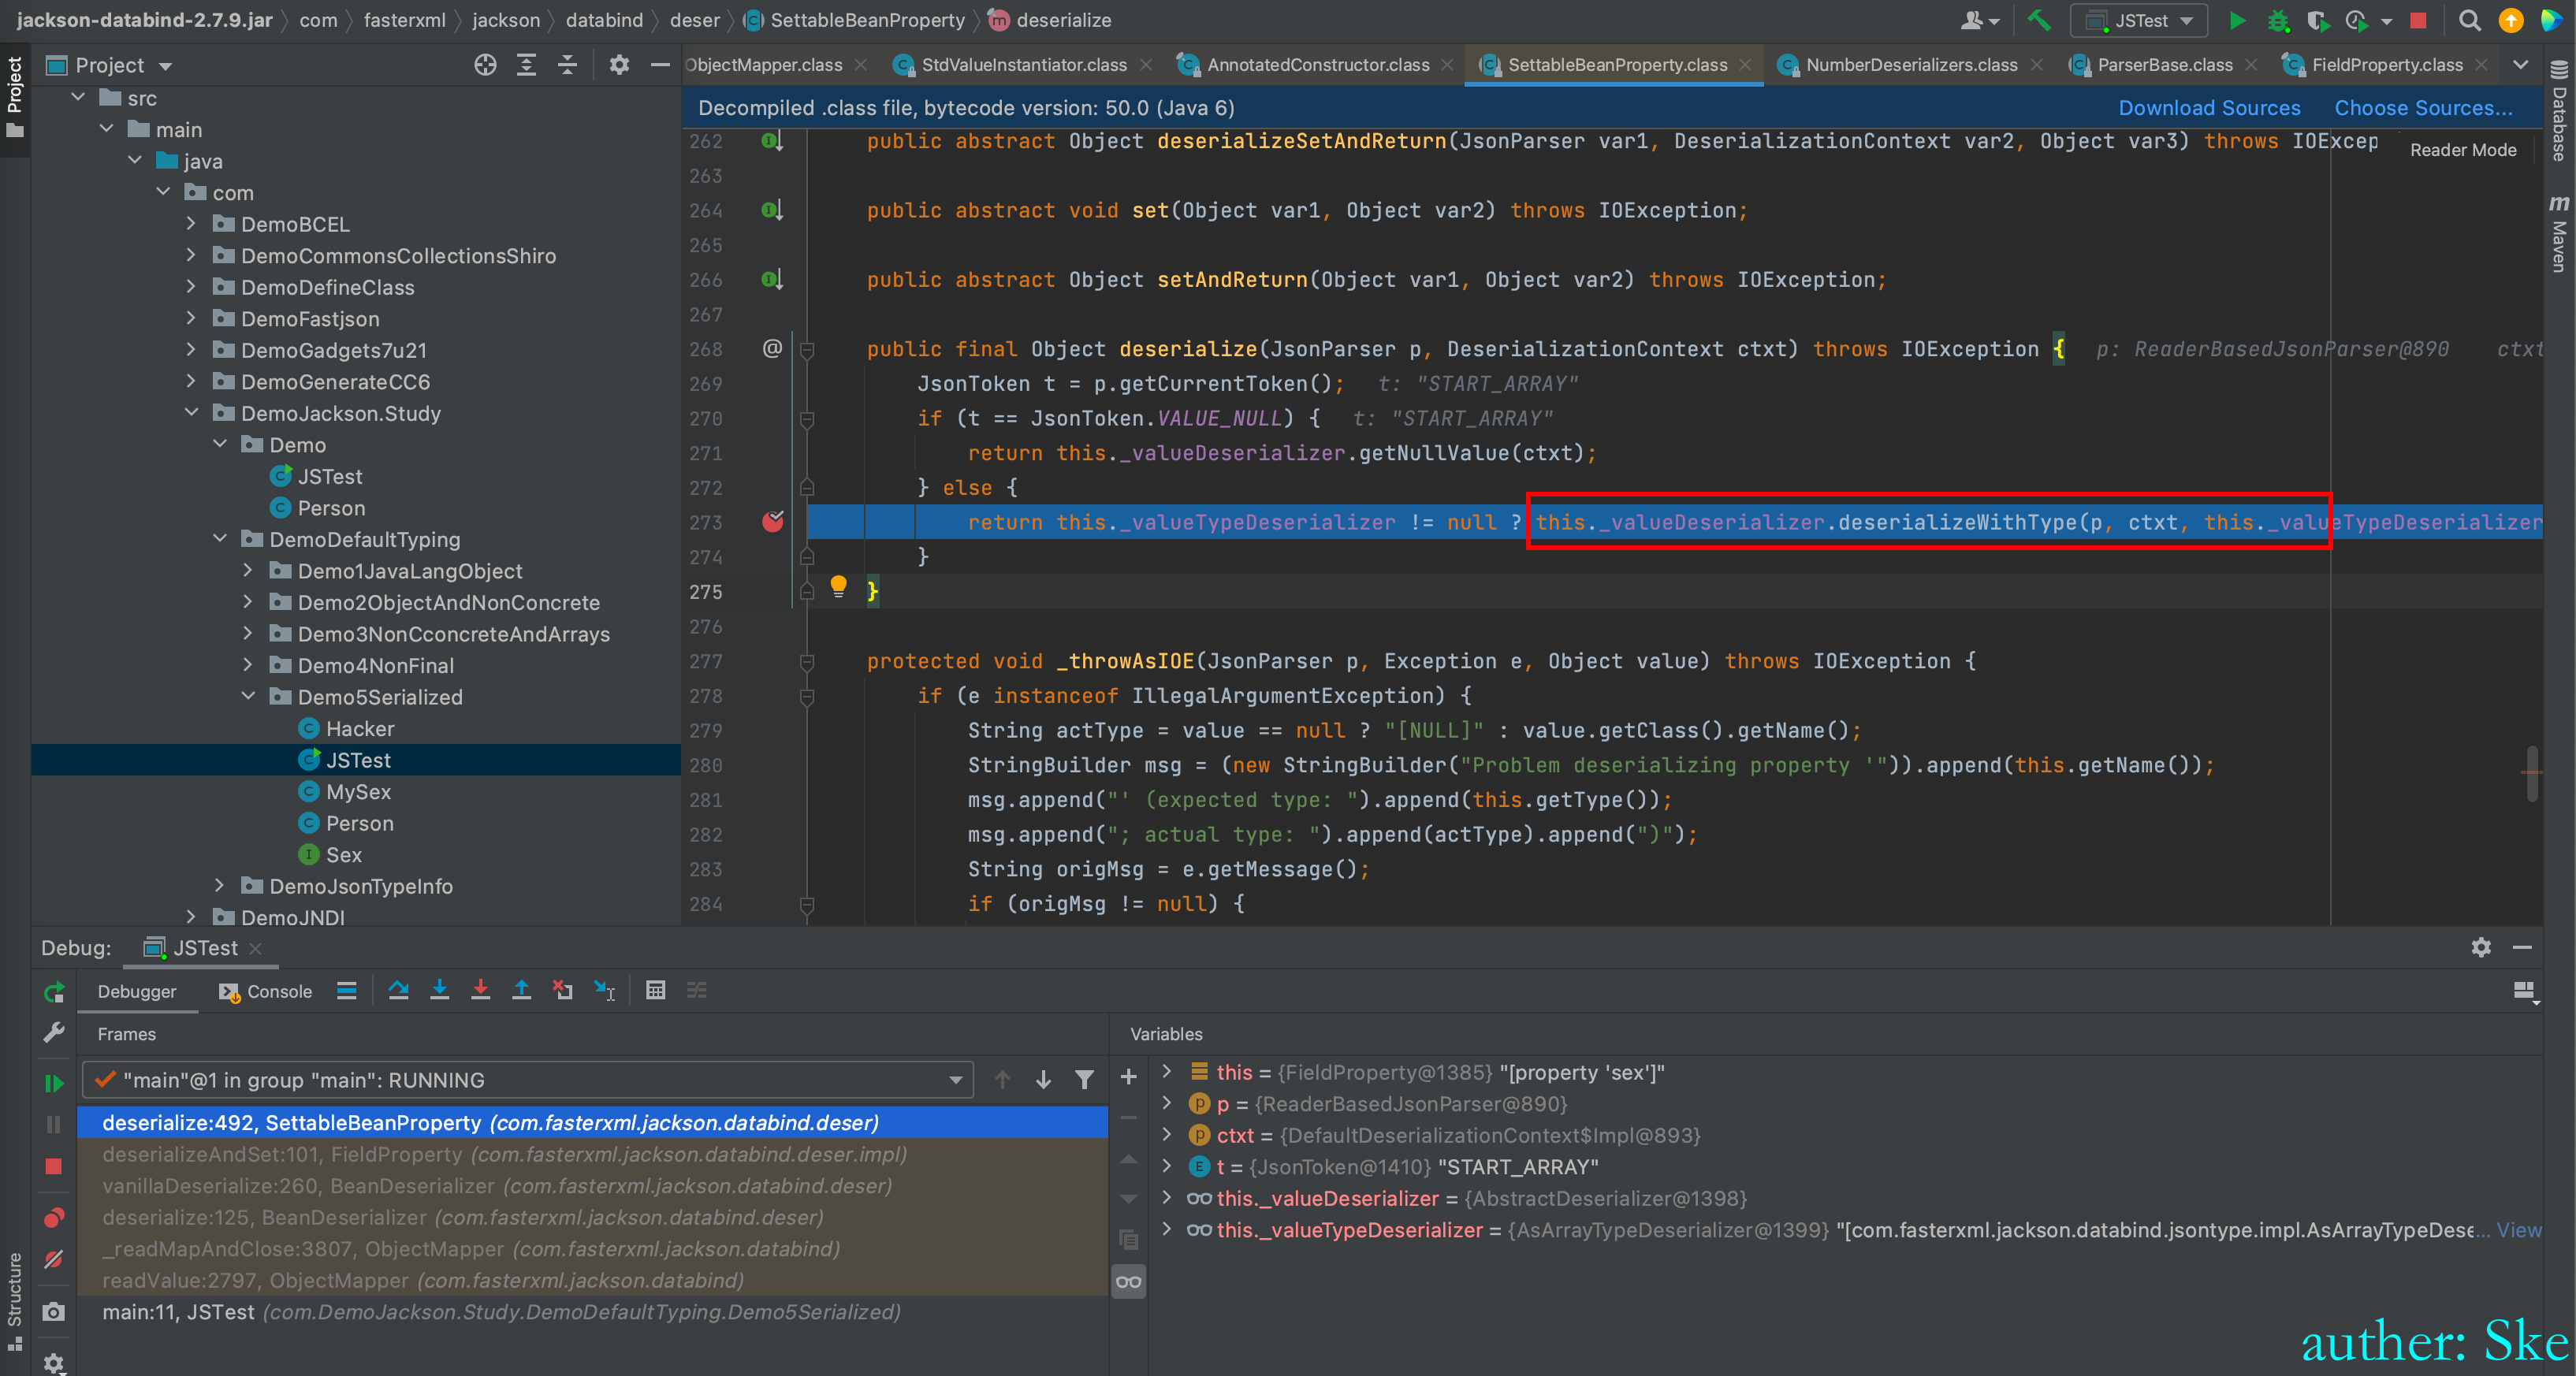 jackson-databind-2.7.9.jar com fasterxml jackson databind deser SettableBeanProperty deserialize
JSTest
Project
ObjectMapper.class StdValueInstantiator.class AnnotatedConstructor.class SettableBeanProperty.class NumberDeserializers.class ParserBase.class FieldProperty.class
Decompiled .class file, bytecode version: 50.0 (Java 6) Download Sources Choose Sources...
Reader Mode
Project
Structure
Database
Maven
src
main
java
com
DemoBCEL
DemoCommonsCollectionsShiro
DemoDefineClass
DemoFastjson
DemoGadgets7u21
DemoGenerateCC6
DemoJackson.Study
Demo
JSTest
Person
DemoDefaultTyping
Demo1JavaLangObject
Demo2ObjectAndNonConcrete
Demo3NonCconcreteAndArrays
Demo4NonFinal
Demo5Serialized
Hacker
JSTest
MySex
Person
Sex
DemoJsonTypeInfo
DemoJNDI
262 public abstract Object deserializeSetAndReturn(JsonParser var1, DeserializationContext var2, Object var3) throws IOExcep
263
264 public abstract void set(Object var1, Object var2) throws IOException;
265
266 public abstract Object setAndReturn(Object var1, Object var2) throws IOException;
267
268 @ public final Object deserialize(JsonParser p, DeserializationContext ctxt) throws IOException { p: ReaderBasedJsonParser@890 ctxt
269 JsonToken t = p.getCurrentToken(); t: "START_ARRAY"
270 if (t == JsonToken.VALUE_NULL) { t: "START_ARRAY"
271 return this._valueDeserializer.getNullValue(ctxt);
272 } else {
273 return this._valueTypeDeserializer != null ? this._valueDeserializer.deserializeWithType(p, ctxt, this._valueTypeDeserializer
274 }
275 }
276
277 protected void _throwAsIOE(JsonParser p, Exception e, Object value) throws IOException {
278 if (e instanceof IllegalArgumentException) {
279 String actType = value == null ? "[NULL]" : value.getClass().getName();
280 StringBuilder msg = (new StringBuilder("Problem deserializing property '")).append(this.getName());
281 msg.append("' (expected type: ").append(this.getType());
282 msg.append("; actual type: ").append(actType).append(")");
283 String origMsg = e.getMessage();
284 if (origMsg != null) {
Debug: JSTest
Debugger Console
Frames
"main"@1 in group "main": RUNNING
deserialize:492, SettableBeanProperty (com.fasterxml.jackson.databind.deser)
deserializeAndSet:101, FieldProperty (com.fasterxml.jackson.databind.deser.impl)
vanillaDeserialize:260, BeanDeserializer (com.fasterxml.jackson.databind.deser)
deserialize:125, BeanDeserializer (com.fasterxml.jackson.databind.deser)
_readMapAndClose:3807, ObjectMapper (com.fasterxml.jackson.databind)
readValue:2797, ObjectMapper (com.fasterxml.jackson.databind)
main:11, JSTest (com.DemoJackson.Study.DemoDefaultTyping.Demo5Serialized)
Variables
this = {FieldProperty@1385} "[property 'sex']"
p = {ReaderBasedJsonParser@890}
ctxt = {DefaultDeserializationContext$Impl@893}
t = {JsonToken@1410} "START_ARRAY"
this._valueDeserializer = {AbstractDeserializer@1398}
this._valueTypeDeserializer = {AsArrayTypeDeserializer@1399} "[com.fasterxml.jackson.databind.jsontype.impl.AsArrayTypeDese... View
auther: Ske